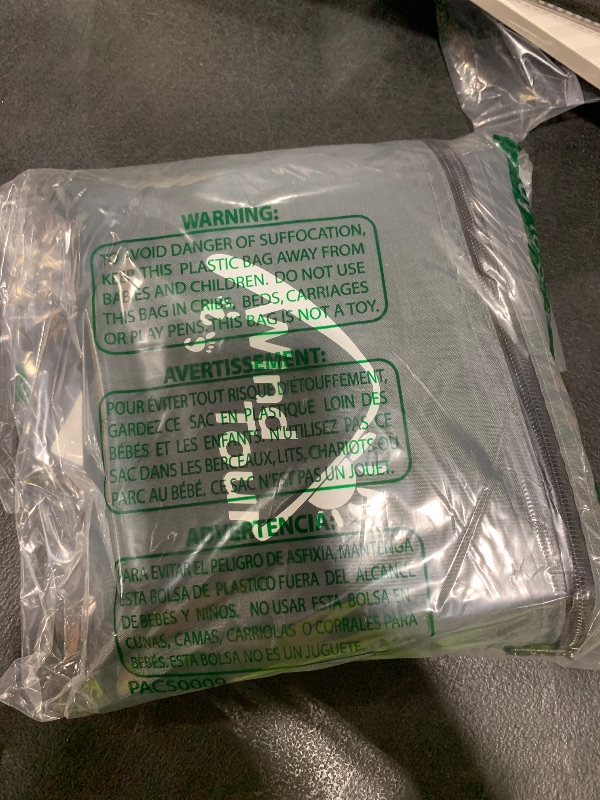 WARNING:
TO AVOID DANGER OF SUFFOCATION,
KEEP THIS PLASTIC BAG AWAY FROM
BABIES AND CHILDREN. DO NOT USE
THIS BAG IN CRIBS, BEDS, CARRIAGES
OR PLAY PENS. THIS BAG IS NOT A TOY.
AVERTISSEMENT:
POUR ÉVITER TOUT RISQUE D'ÉTOUFFEMENT,
GARDEZ CE SAC EN PLASTIQUE LOIN DES
BÉBÉS ET LES ENFANTS. N'UTILISEZ PAS CE
SAC DANS LES BERCEAUX, LITS, CHARIOTS OU
PARC AU BÉBÉ. CE SAC N'EST PAS UN JOUET.
ADVERTENCIA:
PARA EVITAR EL PELIGRO DE ASFIXIA, MANTENGA
ESTA BOLSA DE PLASTICO FUERA DEL ALCANCE
DE BEBÉS Y NIÑOS. NO USAR ESTA BOLSA EN
CUNAS, CAMAS, CARRIOLAS O CORRALES PARA
BEBÉS. ESTA BOLSA NO ES UN JUGUETE.
PAC50009